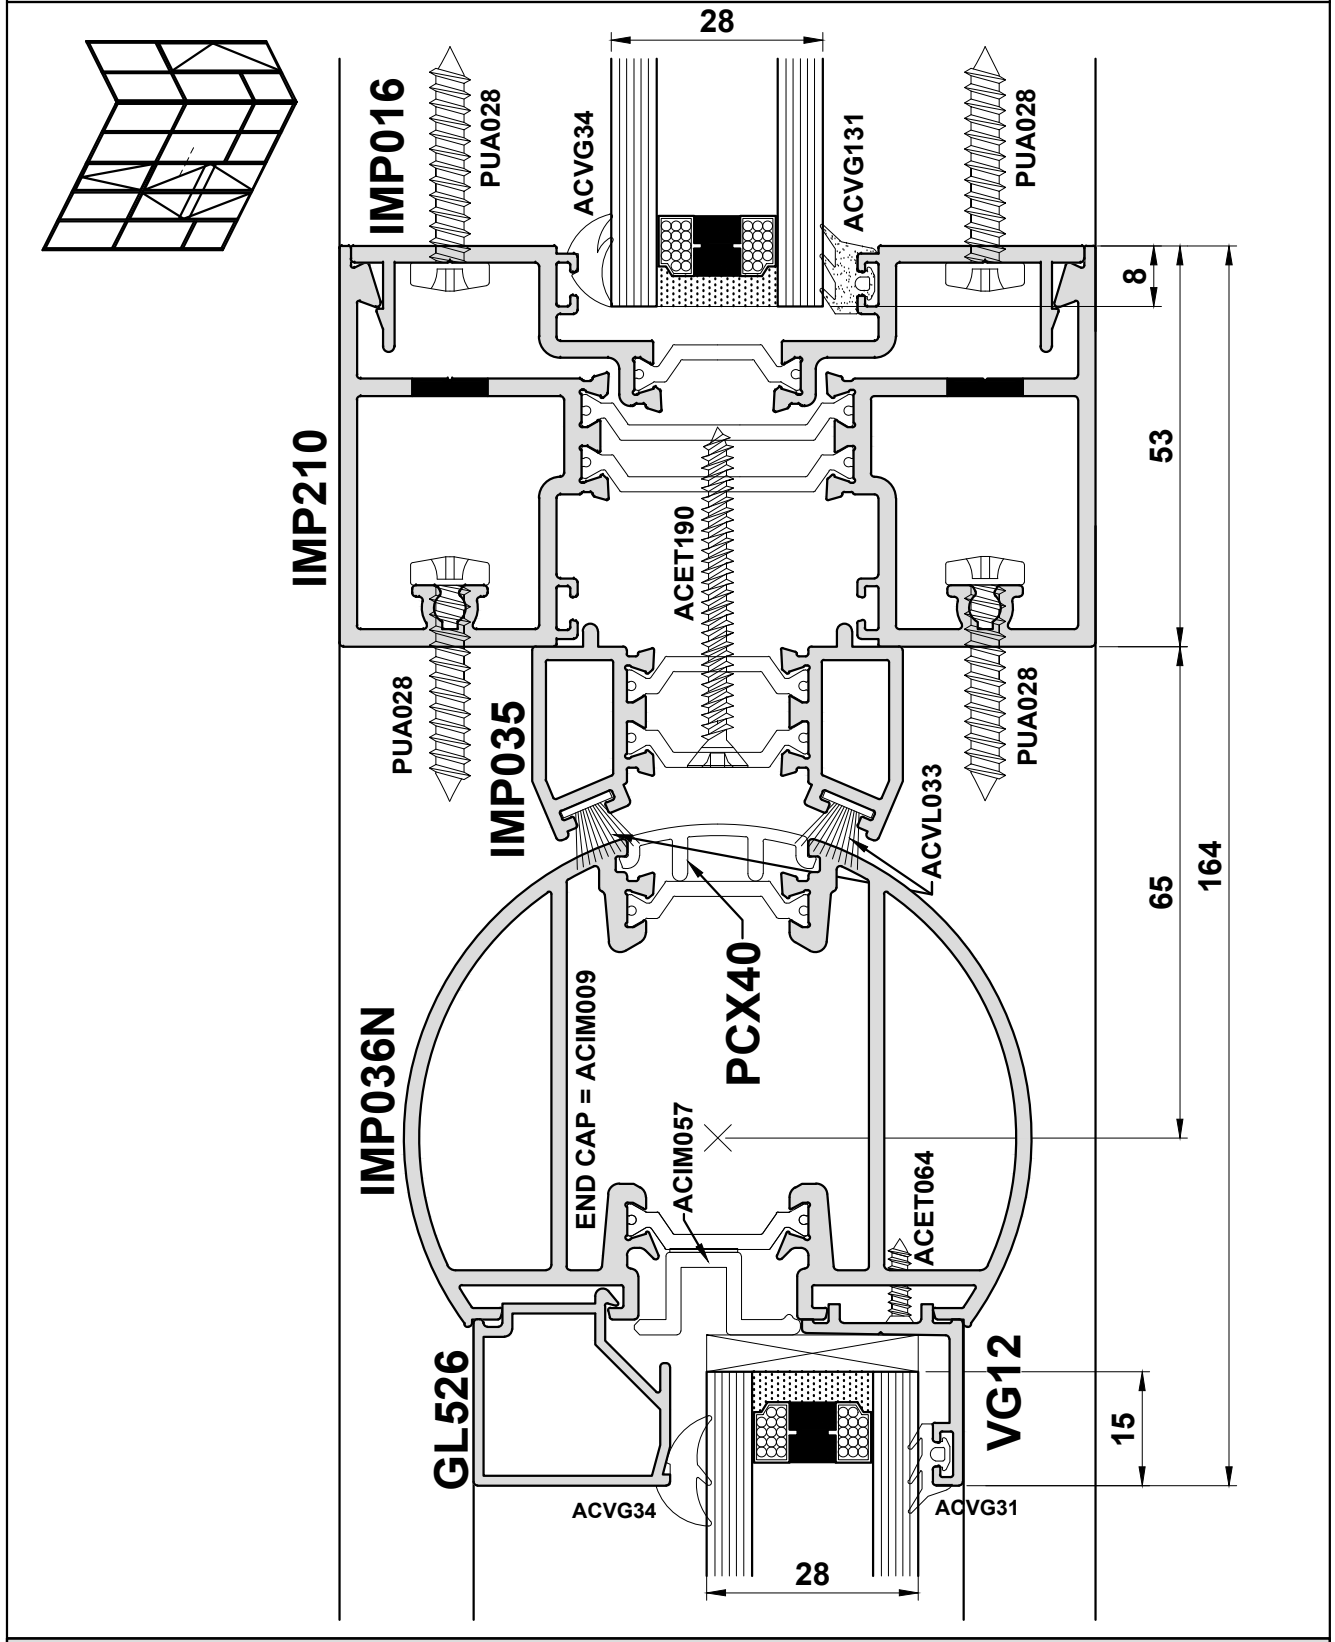 28
IMP016
PUA028
ACVG34
ACVG131
PUA028
8
53
IMP210
ACET190
PUA028
IMP035
PUA028
ACVL033
65
164
IMP036N
END CAP = ACIM009
PCX40
ACIM057
ACET064
GL526
VG12
15
ACVG34
ACVG31
28